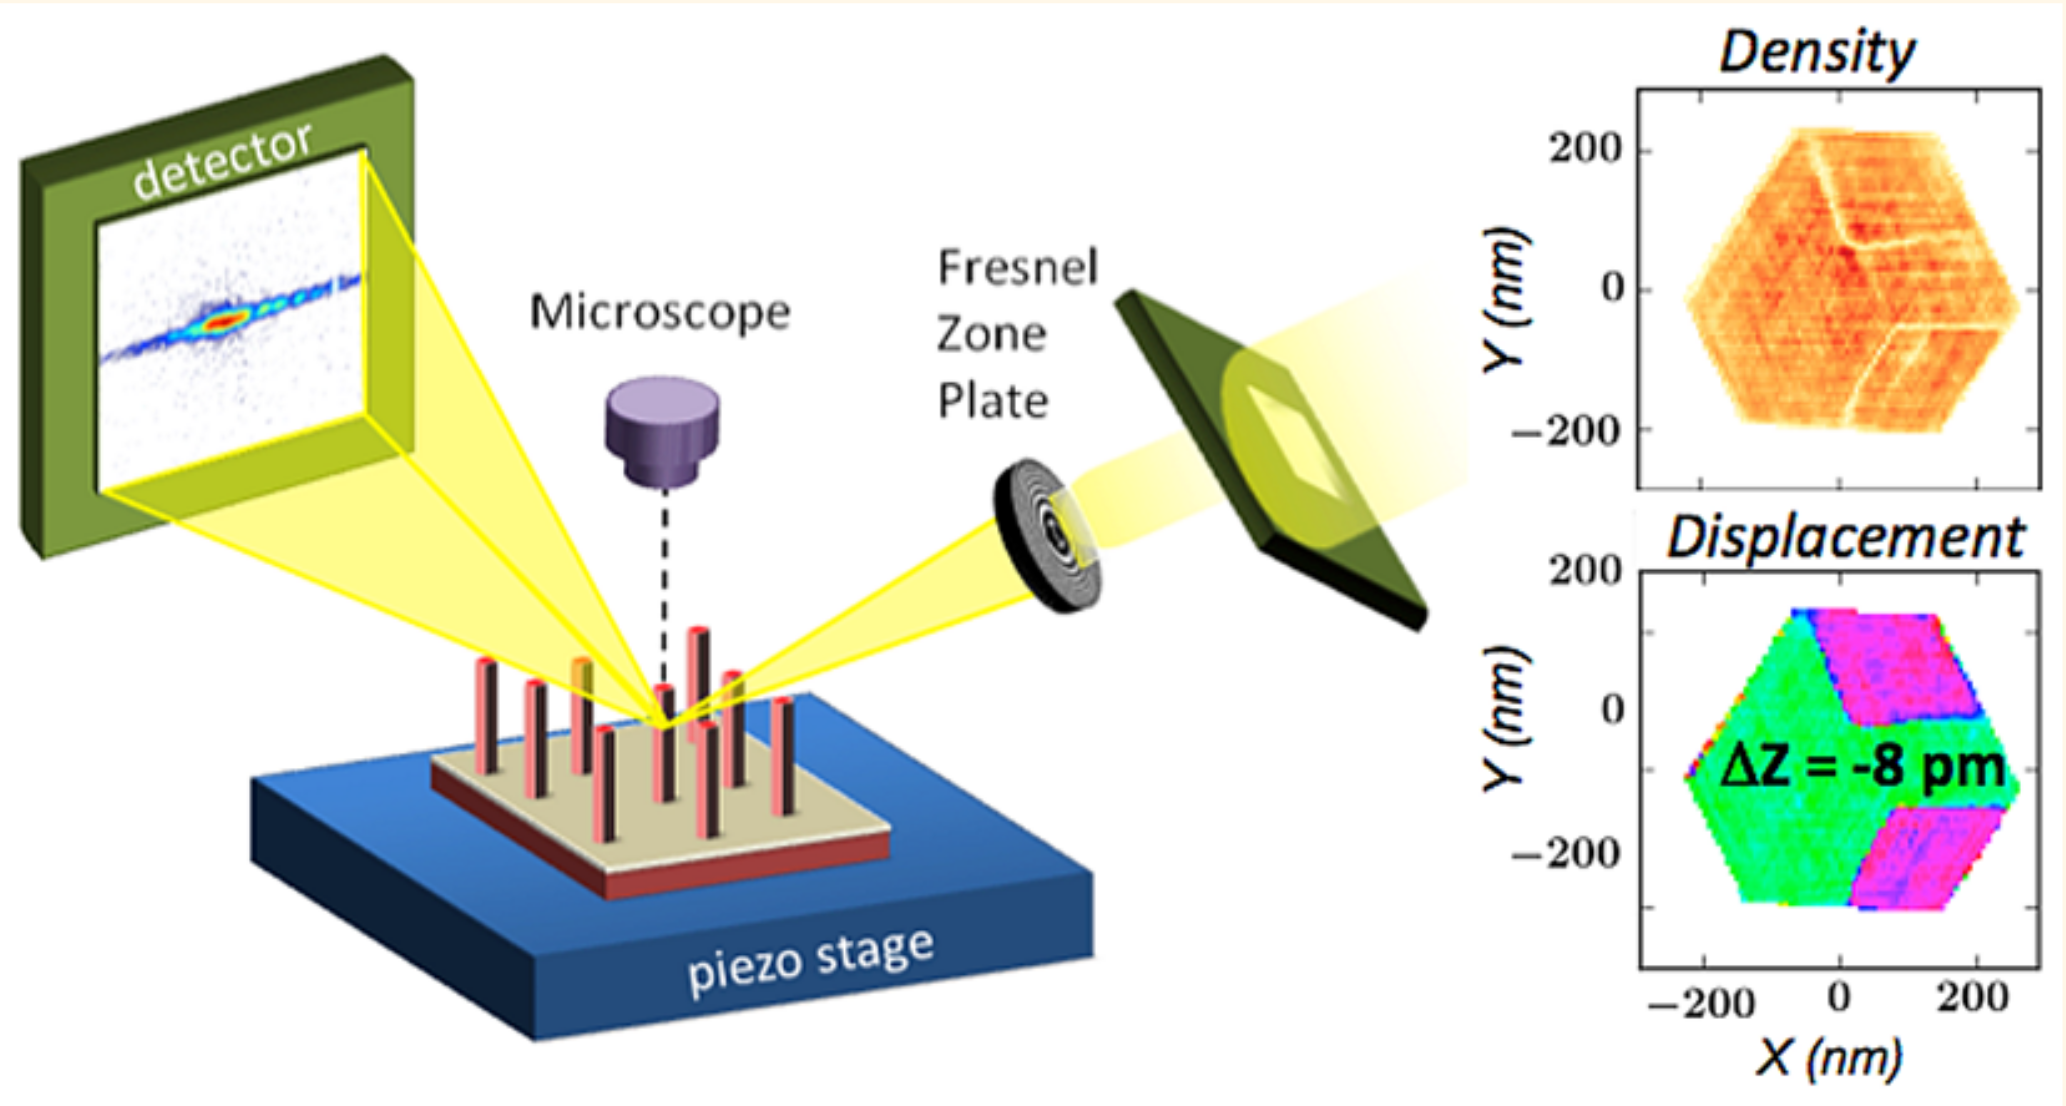 detector
Microscope
Fresnel
Zone
Plate
piezo stage
Density
200
0
−200
Y (nm)
Displacement
200
0
−200
Y (nm)
ΔZ = -8 pm
−200 0 200
X (nm)